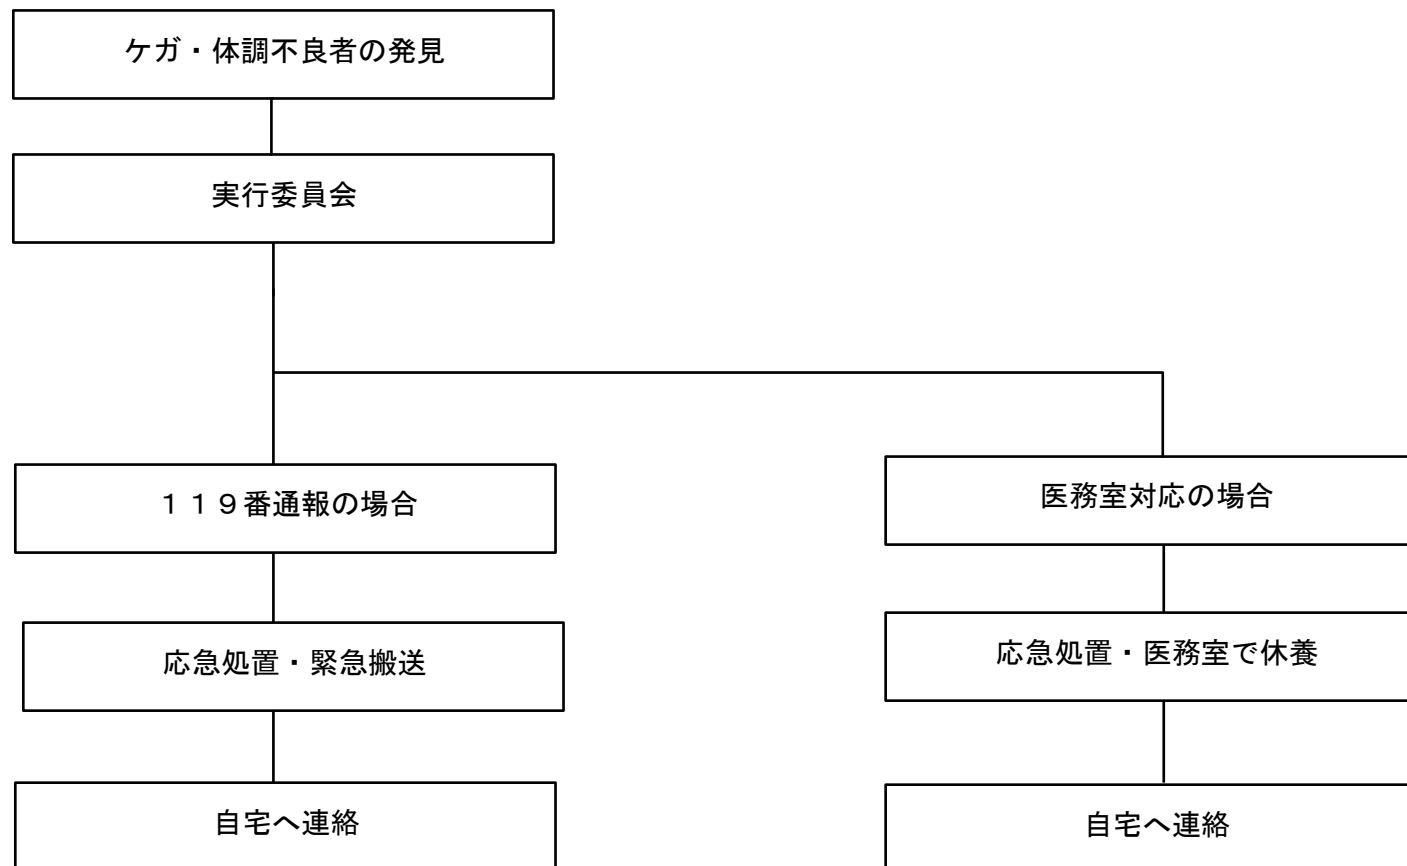 ケガ・体調不良者の発見
実行委員会
１１９番通報の場合
医務室対応の場合
応急処置・緊急搬送
応急処置・医務室で休養
自宅へ連絡
自宅へ連絡